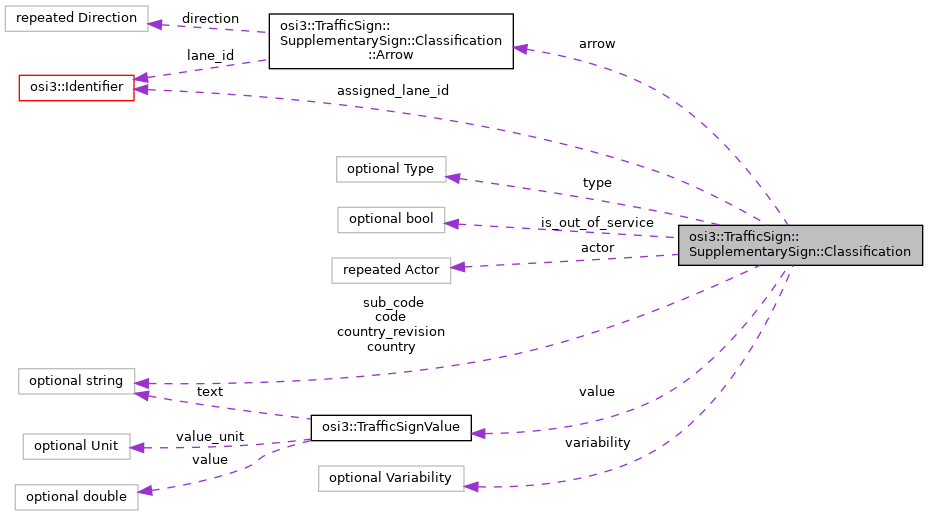 repeated Direction
direction
osi3::TrafficSign::
SupplementarySign::Classification
::Arrow
arrow
lane_id
osi3::Identifier
assigned_lane_id
optional Type
type
optional bool
is_out_of_service
osi3::TrafficSign::
SupplementarySign::Classification
actor
repeated Actor
sub_code
code
country_revision
country
optional string
text
value
osi3::TrafficSignValue
value_unit
optional Unit
variability
value
optional Variability
optional double